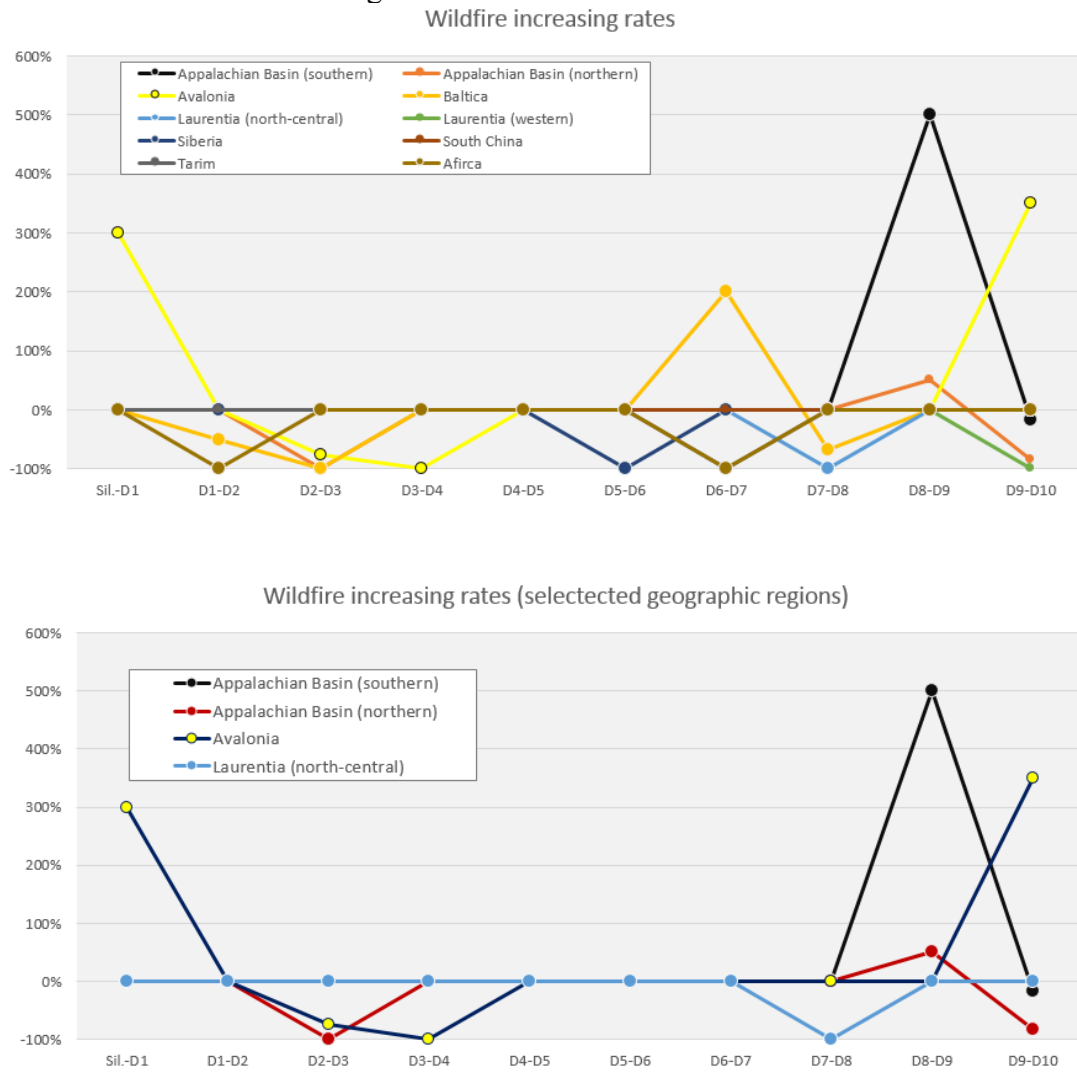 Wildfire increasing rates
600%
500%
400%
300%
200%
100%
0%
-100%
Appalachian Basin (southern) Appalachian Basin (northern)
Avalonia Baltica
Laurentia (north-central) Laurentia (western)
Siberia South China
Tarim Afirca
Sil.-D1 D1-D2 D2-D3 D3-D4 D4-D5 D5-D6 D6-D7 D7-D8 D8-D9 D9-D10
Wildfire increasing rates (selectected geographic regions)
600%
500%
400%
300%
200%
100%
0%
-100%
Appalachian Basin (southern)
Appalachian Basin (northern)
Avalonia
Laurentia (north-central)
Sil.-D1 D1-D2 D2-D3 D3-D4 D4-D5 D5-D6 D6-D7 D7-D8 D8-D9 D9-D10